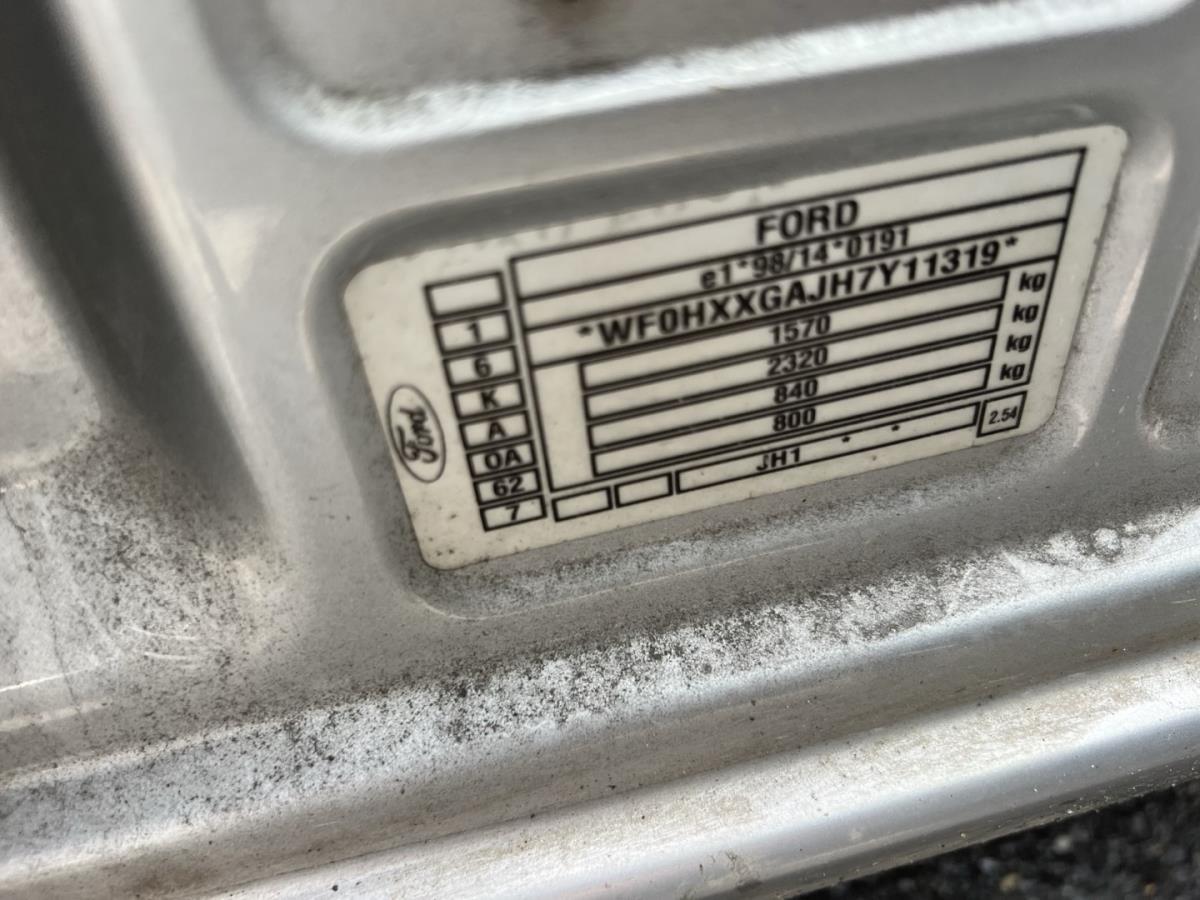 FORD
e1*98/14*0191
*WF0HXXGAJH7Y11319*
1570 kg
2320 kg
840 kg
800 kg
JH1 * *
2.54
1
6
K
A
0A
62
7
Ford